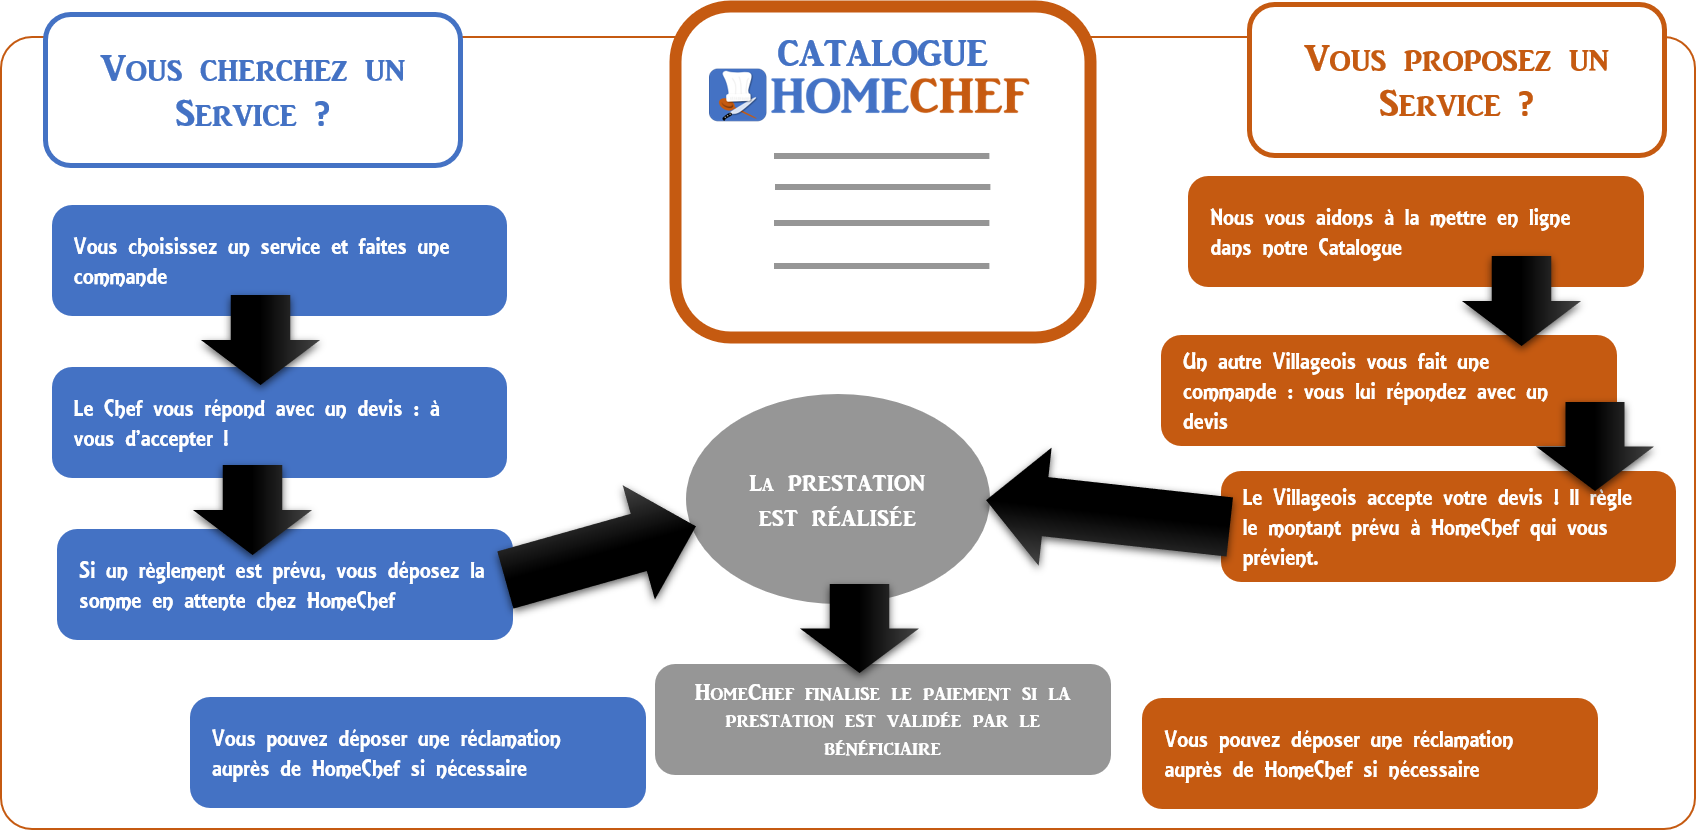 Vous cherchez un
Service ?
Vous choisissez un service et faites une
commande
Le Chef vous répond avec un devis : à
vous d'accepter !
Si un règlement est prévu, vous déposez la
somme en attente chez HomeChef
Vous pouvez déposer une réclamation
auprès de HomeChef si nécessaire
CATALOGUE
HOMECHEF
La prestation
est réalisée
HomeChef finalise le paiement si la
prestation est validée par le
bénéficiaire
Vous proposez un
Service ?
Nous vous aidons à la mettre en ligne
dans notre Catalogue
Un autre Villageois vous fait une
commande : vous lui répondez avec un
devis
Le Villageois accepte votre devis ! Il règle
le montant prévu à HomeChef qui vous
prévient.
Vous pouvez déposer une réclamation
auprès de HomeChef si nécessaire